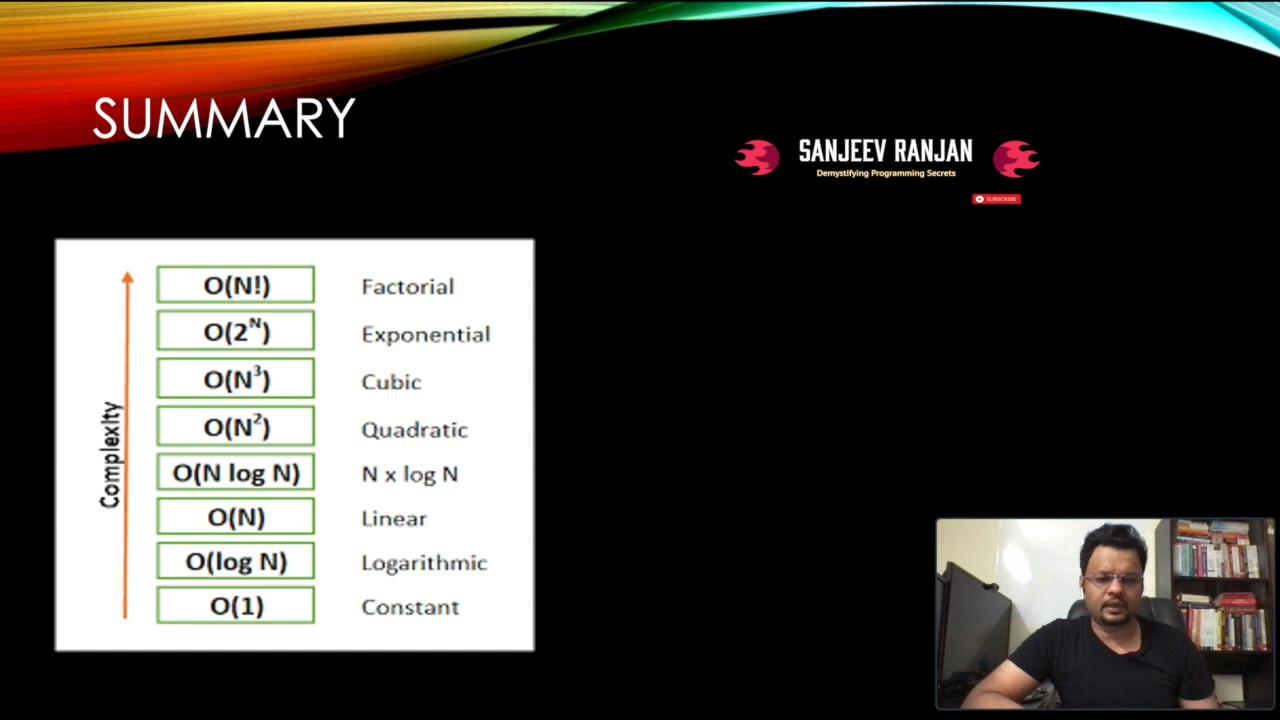 SUMMARY
SANJEEV RANJAN
Demystifying Programming Secrets
SUBSCRIBE
Complexity
O(N!) Factorial
O(2ᴺ) Exponential
O(N³) Cubic
O(N²) Quadratic
O(N log N) N x log N
O(N) Linear
O(log N) Logarithmic
O(1) Constant